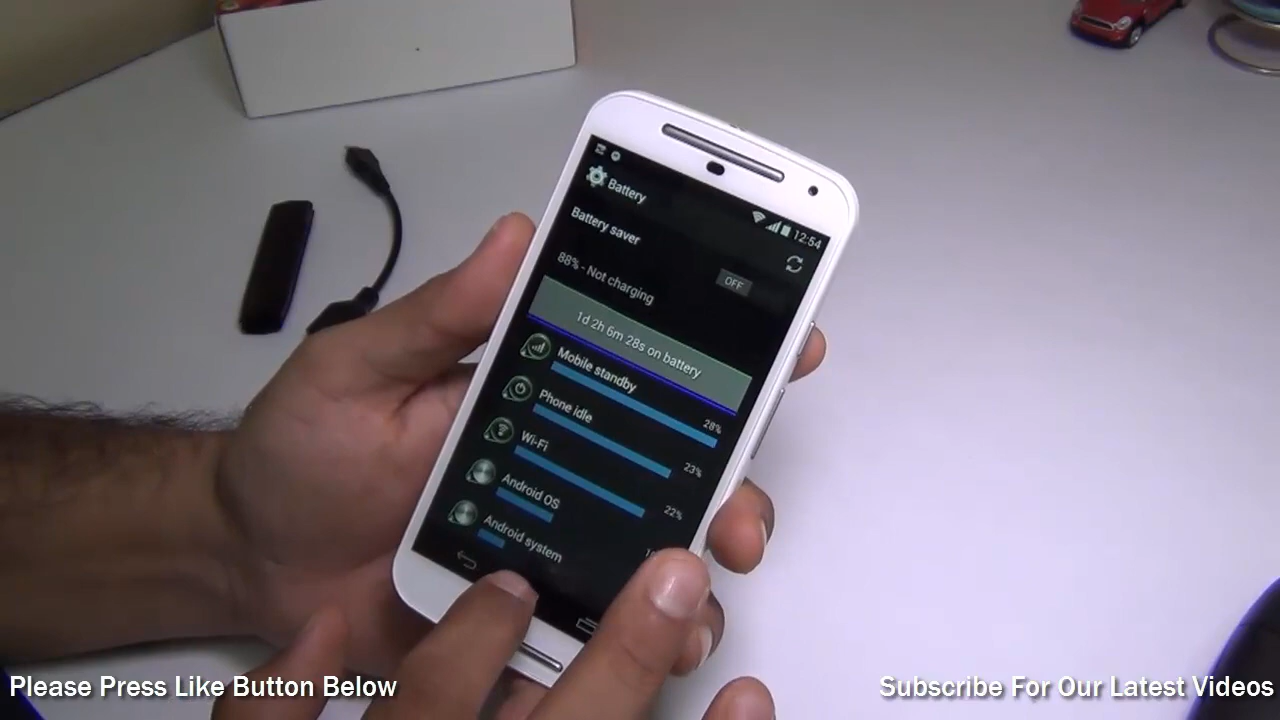 12:54
Battery
Battery saver
OFF
88% - Not charging
1d 2h 6m 28s on battery
Mobile standby
28%
Phone idle
23%
Wi-Fi
22%
Android OS
Android system
Please Press Like Button Below
Subscribe For Our Latest Videos